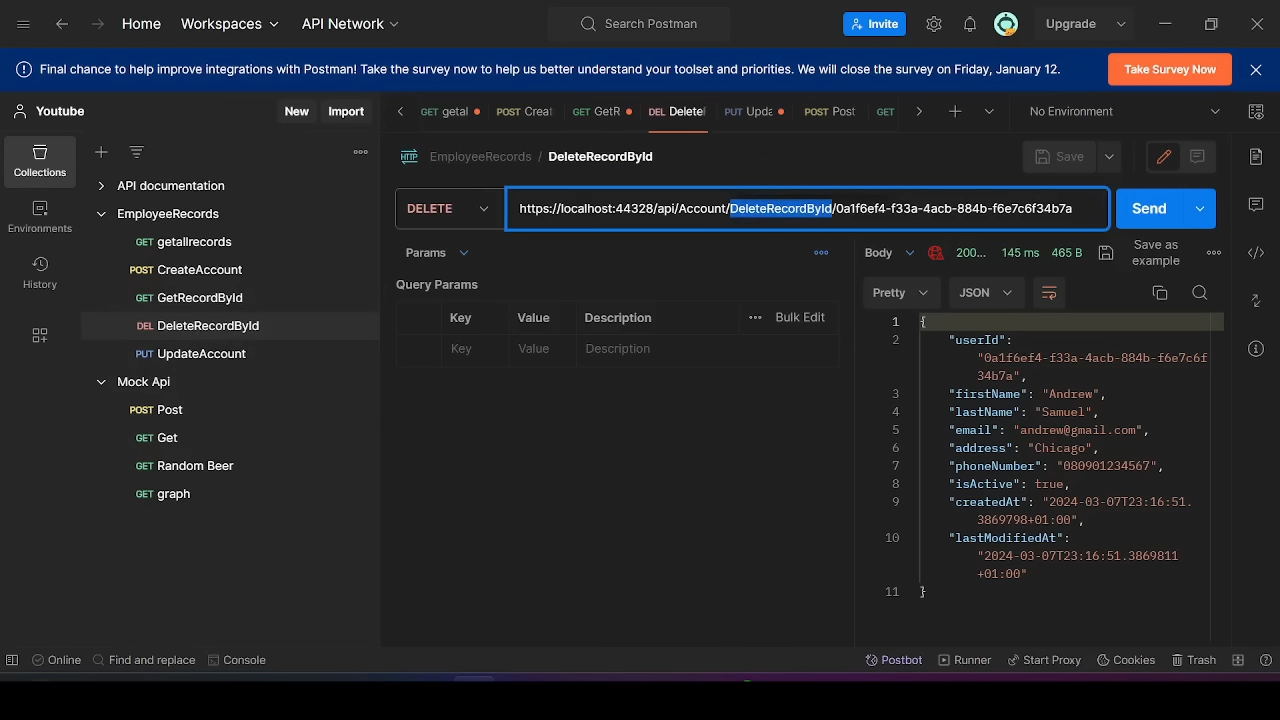 Home Workspaces API Network Search Postman Invite Upgrade
Final chance to help improve integrations with Postman! Take the survey now to help us better understand your toolset and priorities. We will close the survey on Friday, January 12. Take Survey Now
Youtube New Import
GET getal POST Creat GET GetR DEL Delete PUT Upda POST Post GET No Environment
Collections
Environments
History
API documentation
EmployeeRecords
GET getallrecords
POST CreateAccount
GET GetRecordById
DEL DeleteRecordById
PUT UpdateAccount
Mock Api
POST Post
GET Get
GET Random Beer
GET graph
HTTP EmployeeRecords / DeleteRecordById Save
DELETE https://localhost:44328/api/Account/DeleteRecordById/0a1f6ef4-f33a-4acb-884b-f6e7c6f34b7a Send
Params
Query Params
Key Value Description Bulk Edit
Key Value Description
Body 200... 145 ms 465 B Save as
example
Pretty JSON
1 {
2 "userId":
"0a1f6ef4-f33a-4acb-884b-f6e7c6f
34b7a",
3 "firstName": "Andrew",
4 "lastName": "Samuel",
5 "email": "andrew@gmail.com",
6 "address": "Chicago",
7 "phoneNumber": "080901234567",
8 "isActive": true,
9 "createdAt": "2024-03-07T23:16:51.
3869798+01:00",
10 "lastModifiedAt":
"2024-03-07T23:16:51.3869811
+01:00"
11 }
Online Find and replace Console Postbot Runner Start Proxy Cookies Trash